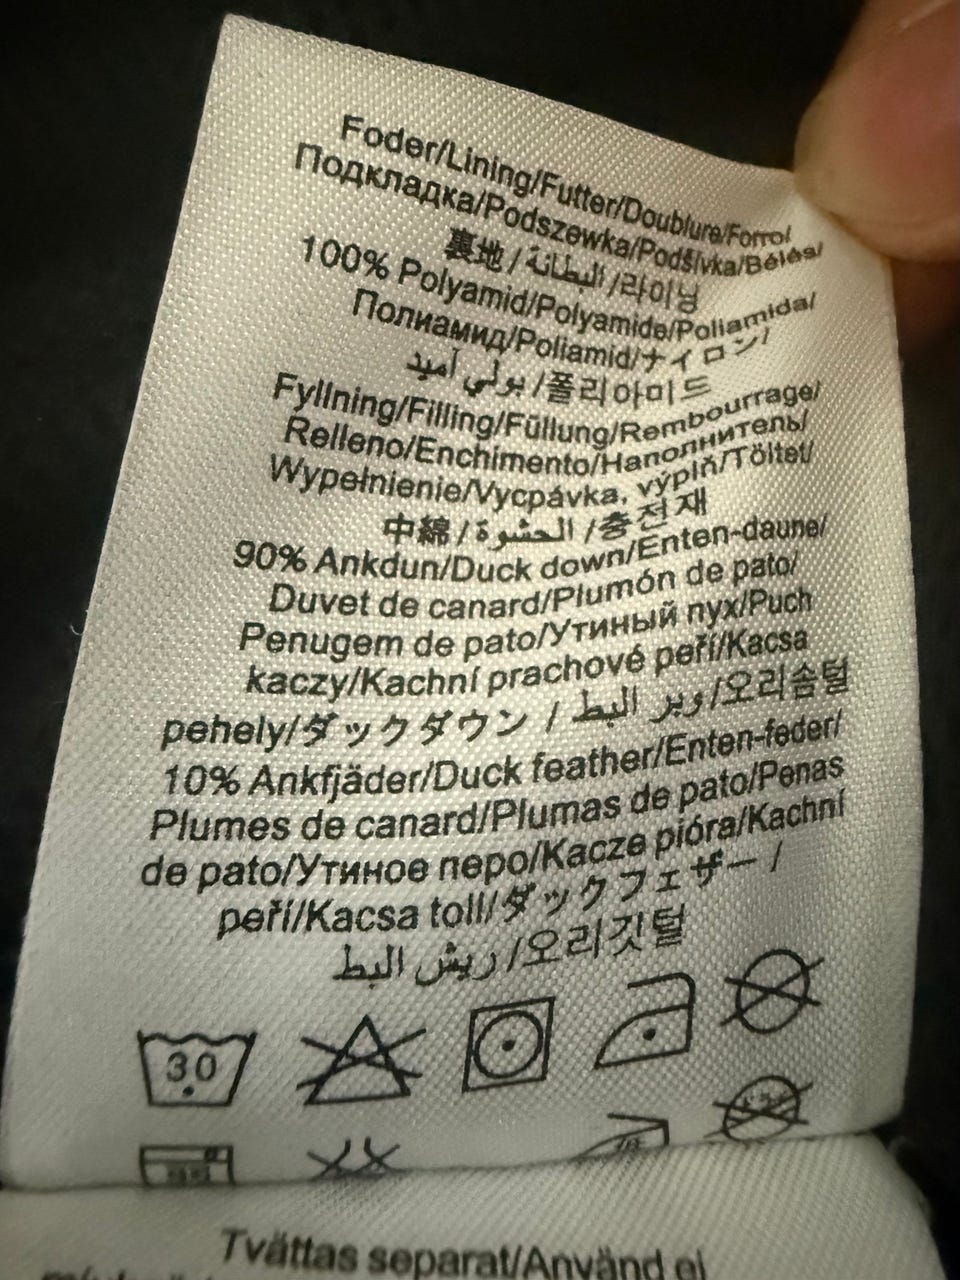 Foder/Lining/Futter/Doublure/Forro/
Подкладка/Podszewka/Podšívka/Bélés/
裏地/البطانة/라이닝
100% Polyamid/Polyamide/Poliamida/
Полиамид/Poliamid/ナイロン/
بولي أميد/폴리아미드
Fyllning/Filling/Füllung/Rembourrage/
Relleno/Enchimento/Наполнитель/
Wypełnienie/Vycpávka, výplň/Töltet/
中綿/الحشوة/충전재
90% Ankdun/Duck down/Enten-daune/
Duvet de canard/Plumón de pato/
Penugem de pato/Утиный пух/Puch
kaczy/Kachní prachové peří/Kacsa
pehely/ダックダウン/وبر البط/오리솜털
10% Ankfjäder/Duck feather/Enten-feder/
Plumes de canard/Plumas de pato/Penas
de pato/Утиное перо/Kacze pióra/Kachní
peří/Kacsa toll/ダックフェザー/
ريش البط/오리깃털
30
Tvättas separat/Använd ej